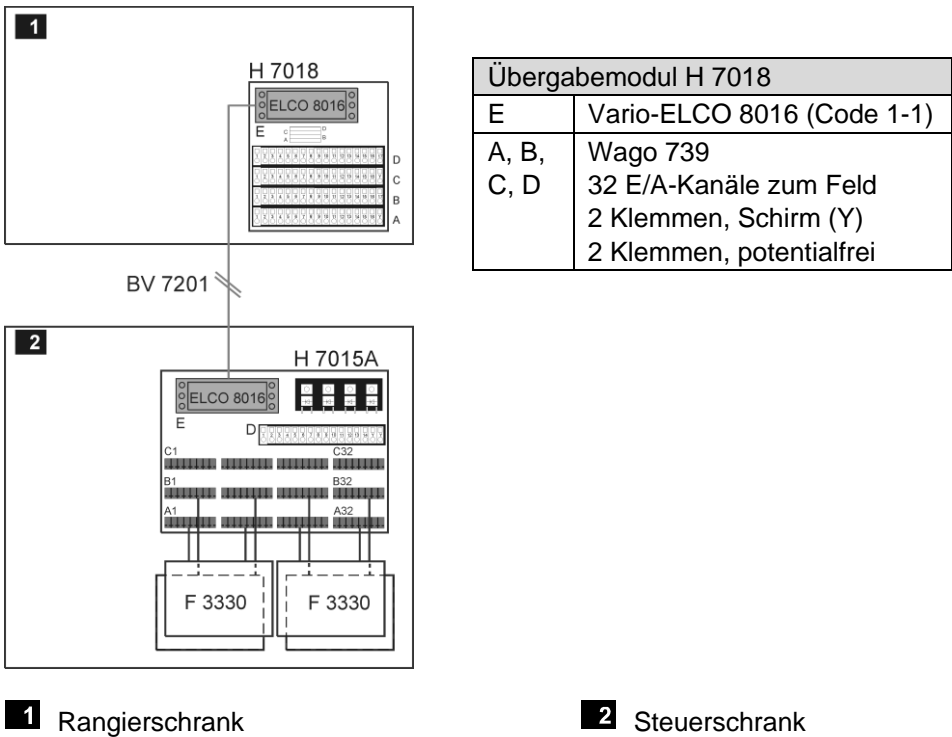 1
H 7018
ELCO 8016
E
C D
A B
D
C
B
A
BV 7201
2
H 7015A
ELCO 8016
E
D
C1 C32
B1 B32
A1 A32
F 3330 F 3330
Übergabemodul H 7018
E Vario-ELCO 8016 (Code 1-1)
A, B, Wago 739
C, D 32 E/A-Kanäle zum Feld
2 Klemmen, Schirm (Y)
2 Klemmen, potentialfrei
1 Rangierschrank 2 Steuerschrank